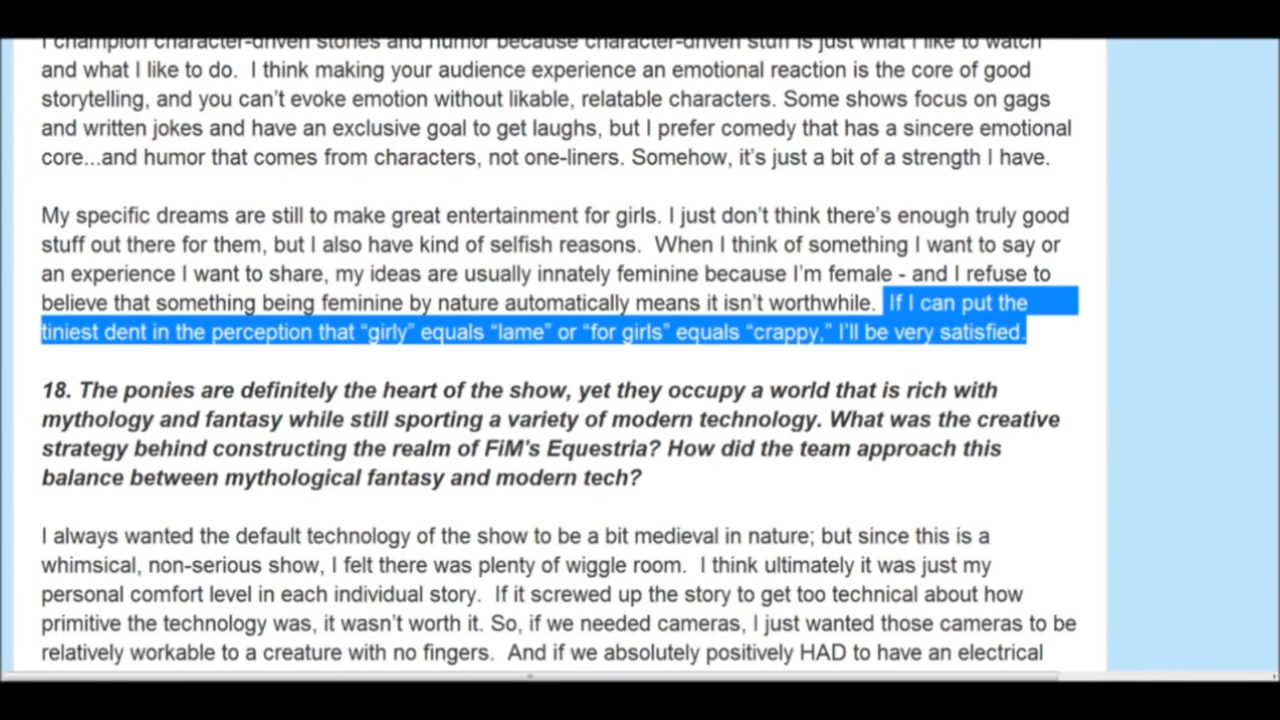 I champion character-driven stories and humor because character-driven stuff is just what I like to watch
and what I like to do.  I think making your audience experience an emotional reaction is the core of good
storytelling, and you can’t evoke emotion without likable, relatable characters. Some shows focus on gags
and written jokes and have an exclusive goal to get laughs, but I prefer comedy that has a sincere emotional
core...and humor that comes from characters, not one-liners. Somehow, it’s just a bit of a strength I have.
My specific dreams are still to make great entertainment for girls. I just don’t think there’s enough truly good
stuff out there for them, but I also have kind of selfish reasons.  When I think of something I want to say or
an experience I want to share, my ideas are usually innately feminine because I’m female - and I refuse to
believe that something being feminine by nature automatically means it isn’t worthwhile.  If I can put the
tiniest dent in the perception that “girly” equals “lame” or “for girls” equals “crappy,” I’ll be very satisfied.
18. The ponies are definitely the heart of the show, yet they occupy a world that is rich with
mythology and fantasy while still sporting a variety of modern technology. What was the creative
strategy behind constructing the realm of FiM's Equestria? How did the team approach this
balance between mythological fantasy and modern tech?
I always wanted the default technology of the show to be a bit medieval in nature; but since this is a
whimsical, non-serious show, I felt there was plenty of wiggle room.  I think ultimately it was just my
personal comfort level in each individual story.  If it screwed up the story to get too technical about how
primitive the technology was, it wasn’t worth it. So, if we needed cameras, I just wanted those cameras to be
relatively workable to a creature with no fingers.  And if we absolutely positively HAD to have an electrical